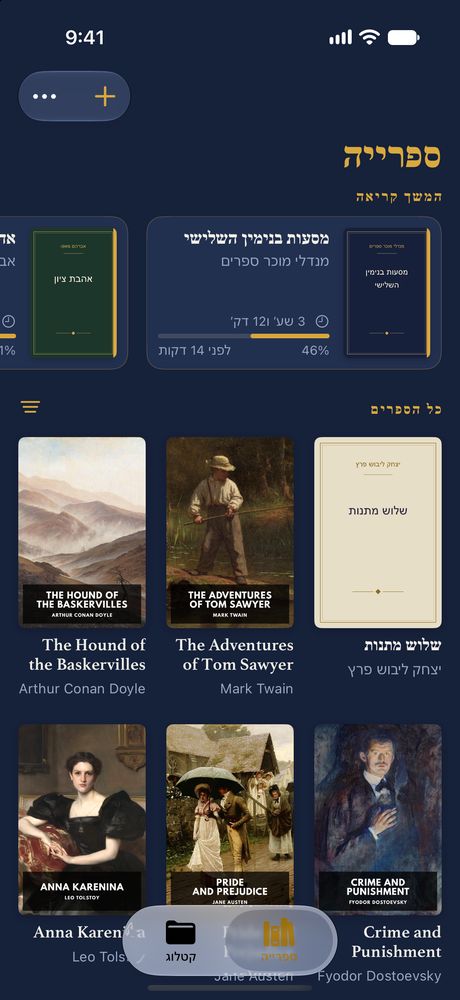 9:41
ספרייה
המשך קריאה
מנדלי מוכר ספרים
מסעות בנימין
השלישי
מסעות בנימין השלישי
מנדלי מוכר ספרים
3 שע׳ ו12 דק׳
46%
לפני 14 דקות
אהבת ציון
כל הספרים
יצחק ליבוש פרץ
שלוש מתנות
שלוש מתנות
יצחק ליבוש פרץ
THE ADVENTURES
OF TOM SAWYER
MARK TWAIN
The Adventures
of Tom Sawyer
Mark Twain
THE HOUND OF
THE BASKERVILLES
ARTHUR CONAN DOYLE
The Hound of
the Baskervilles
Arthur Conan Doyle
CRIME AND
PUNISHMENT
FYODOR DOSTOEVSKY
Crime and
Punishment
Fyodor Dostoevsky
PRIDE
AND PREJUDICE
JANE AUSTEN
Jane Austen
ANNA KARENINA
LEO TOLSTOY
Anna
Leo
ספרייה
קטלוג